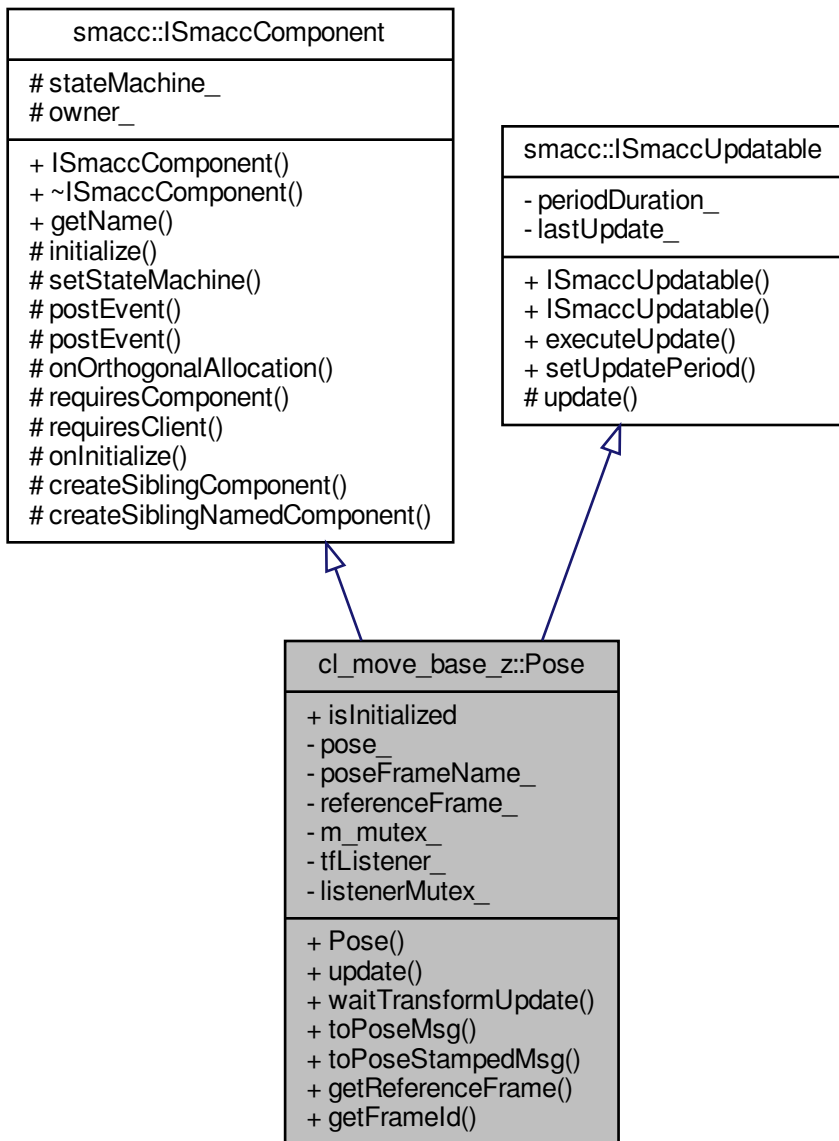 smacc::ISmaccComponent
# stateMachine_
# owner_
+ ISmaccComponent()
+ ~ISmaccComponent()
+ getName()
# initialize()
# setStateMachine()
# postEvent()
# postEvent()
# onOrthogonalAllocation()
# requiresComponent()
# requiresClient()
# onInitialize()
# createSiblingComponent()
# createSiblingNamedComponent()
smacc::ISmaccUpdatable
- periodDuration_
- lastUpdate_
+ ISmaccUpdatable()
+ ISmaccUpdatable()
+ executeUpdate()
+ setUpdatePeriod()
# update()
cl_move_base_z::Pose
+ isInitialized
- pose_
- poseFrameName_
- referenceFrame_
- m_mutex_
- tfListener_
- listenerMutex_
+ Pose()
+ update()
+ waitTransformUpdate()
+ toPoseMsg()
+ toPoseStampedMsg()
+ getReferenceFrame()
+ getFrameId()